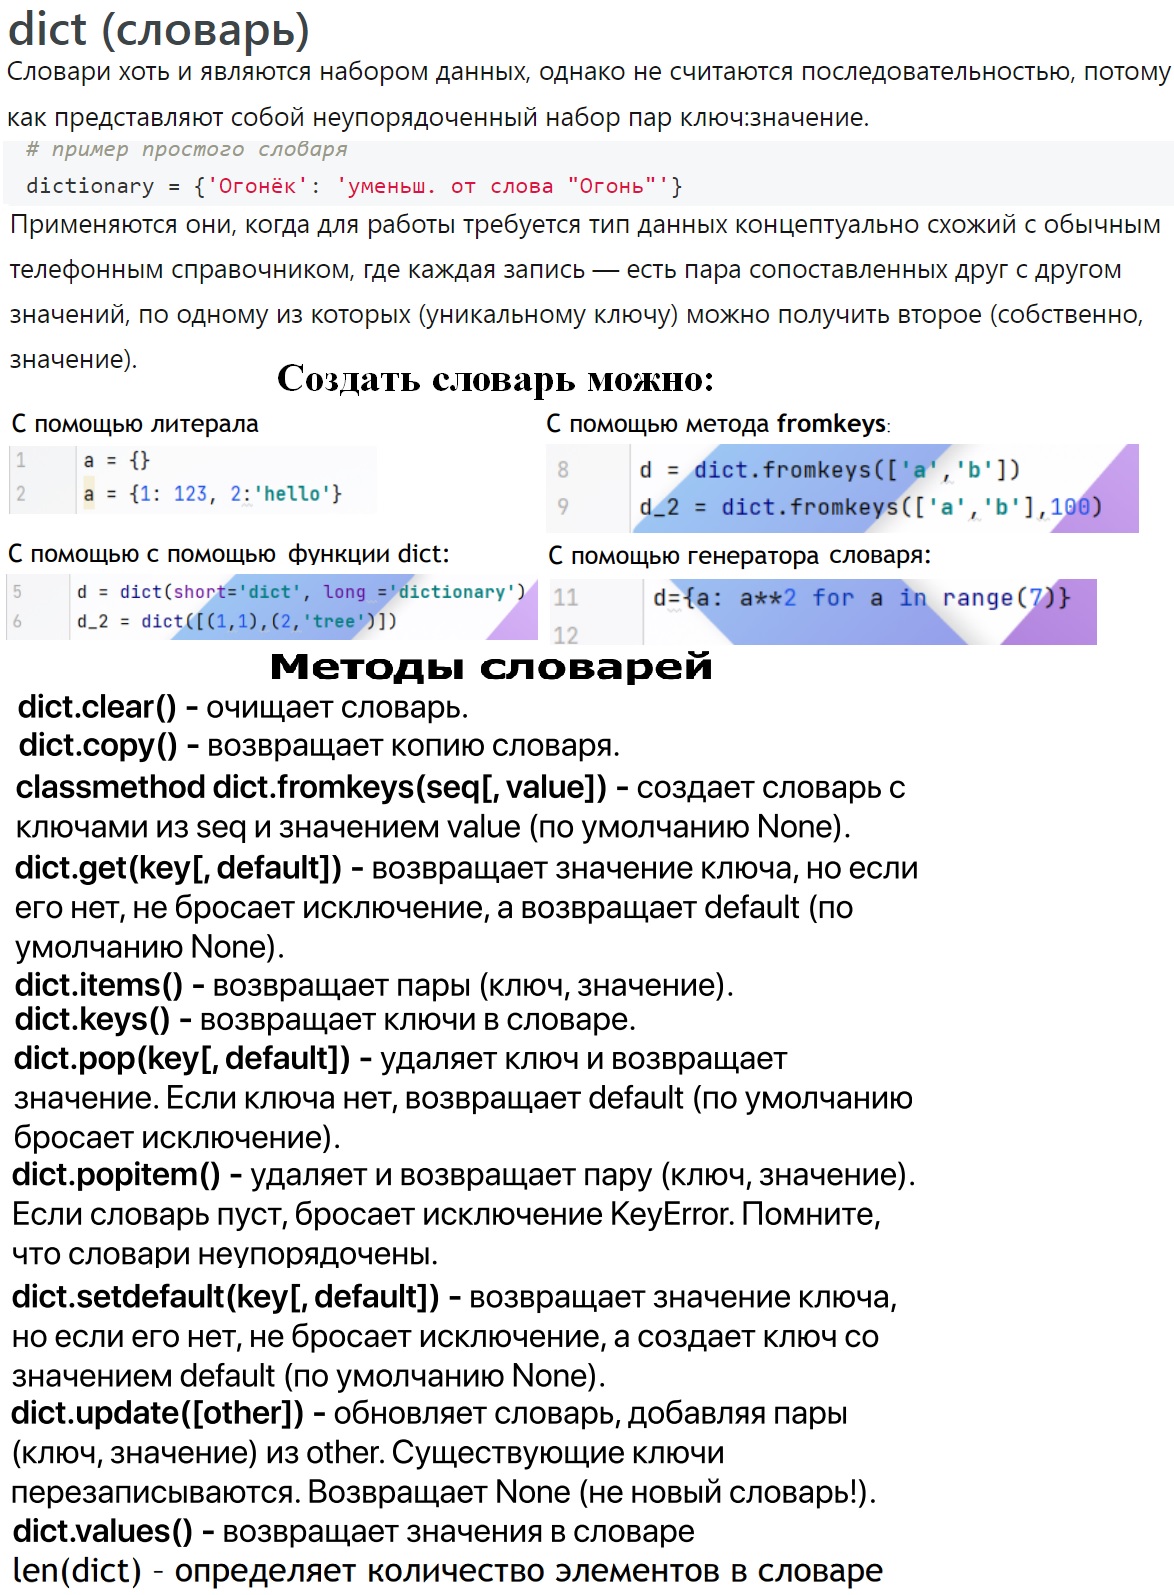 dict (словарь)
Словари хоть и являются набором данных, однако не считаются последовательностью, потому
как представляют собой неупорядоченный набор пар ключ:значение.
# пример простого словаря
dictionary = {'Огонёк': 'уменьш. от слова "Огонь"'}
Применяются они, когда для работы требуется тип данных концептуально схожий с обычным
телефонным справочником, где каждая запись — есть пара сопоставленных друг с другом
значений, по одному из которых (уникальному ключу) можно получить второе (собственно,
значение).
Создать словарь можно:
С помощью литерала
1 a = {}
2 a = {1: 123, 2:'hello'}
С помощью метода fromkeys:
8 d = dict.fromkeys(['a','b'])
9 d_2 = dict.fromkeys(['a','b'],100)
С помощью с помощью функции dict:
5 d = dict(short='dict', long ='dictionary')
6 d_2 = dict([(1,1),(2,'tree')])
С помощью генератора словаря:
11 d={a: a**2 for a in range(7)}
12
Методы словарей
dict.clear() - очищает словарь.
dict.copy() - возвращает копию словаря.
classmethod dict.fromkeys(seq[, value]) - создает словарь с
ключами из seq и значением value (по умолчанию None).
dict.get(key[, default]) - возвращает значение ключа, но если
его нет, не бросает исключение, а возвращает default (по
умолчанию None).
dict.items() - возвращает пары (ключ, значение).
dict.keys() - возвращает ключи в словаре.
dict.pop(key[, default]) - удаляет ключ и возвращает
значение. Если ключа нет, возвращает default (по умолчанию
бросает исключение).
dict.popitem() - удаляет и возвращает пару (ключ, значение).
Если словарь пуст, бросает исключение KeyError. Помните,
что словари неупорядочены.
dict.setdefault(key[, default]) - возвращает значение ключа,
но если его нет, не бросает исключение, а создает ключ со
значением default (по умолчанию None).
dict.update([other]) - обновляет словарь, добавляя пары
(ключ, значение) из other. Существующие ключи
перезаписываются. Возвращает None (не новый словарь!).
dict.values() - возвращает значения в словаре
len(dict) - определяет количество элементов в словаре